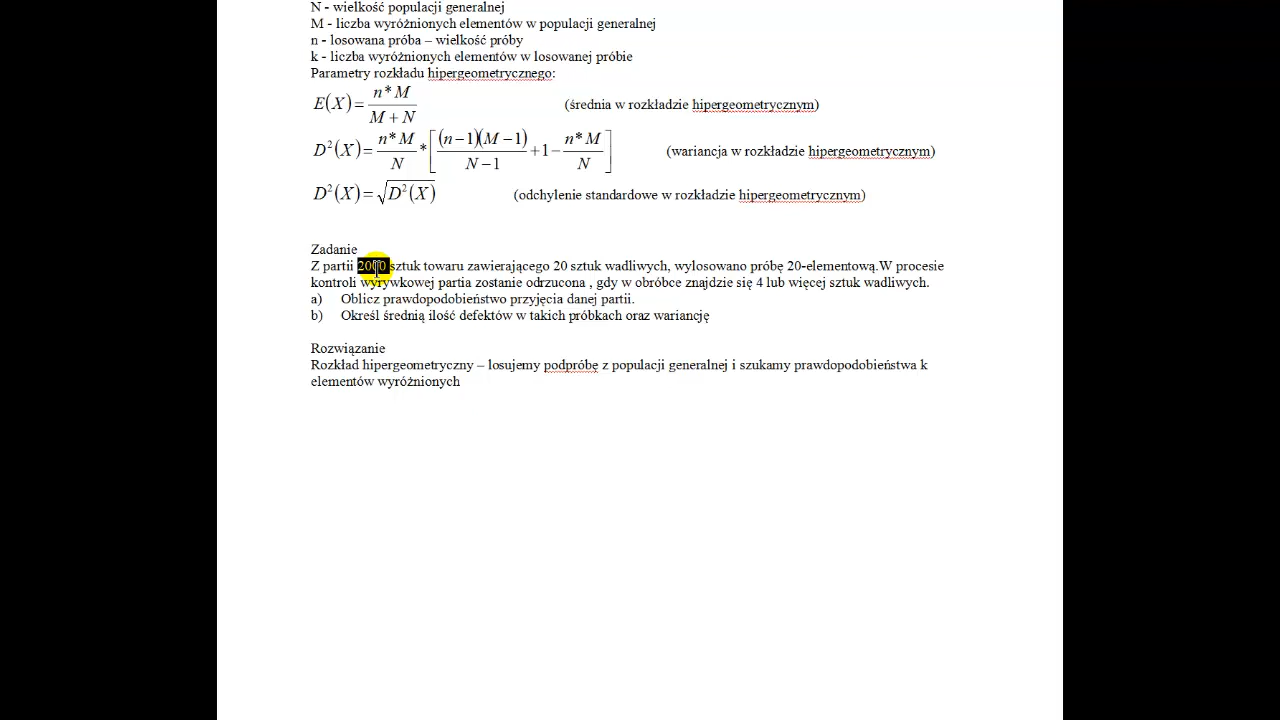 N - wielkość populacji generalnej
M - liczba wyróżnionych elementów w populacji generalnej
n - losowana próba – wielkość próby
k - liczba wyróżnionych elementów w losowanej próbie
Parametry rozkładu hipergeometrycznego:
E(X) = n*M / (M + N) (średnia w rozkładzie hipergeometrycznym)
D²(X) = n*M / N * [ (n−1)(M −1) / (N −1) + 1 − n*M / N ] (wariancja w rozkładzie hipergeometrycznym)
D²(X) = √D²(X) (odchylenie standardowe w rozkładzie hipergeometrycznym)
Zadanie
Z partii 2000 sztuk towaru zawierającego 20 sztuk wadliwych, wylosowano próbę 20-elementową.W procesie
kontroli wyrywkowej partia zostanie odrzucona , gdy w obróbce znajdzie się 4 lub więcej sztuk wadliwych.
a) Oblicz prawdopodobieństwo przyjęcia danej partii.
b) Określ średnią ilość defektów w takich próbkach oraz wariancję
Rozwiązanie
Rozkład hipergeometryczny – losujemy podpróbę z populacji generalnej i szukamy prawdopodobieństwa k
elementów wyróżnionych